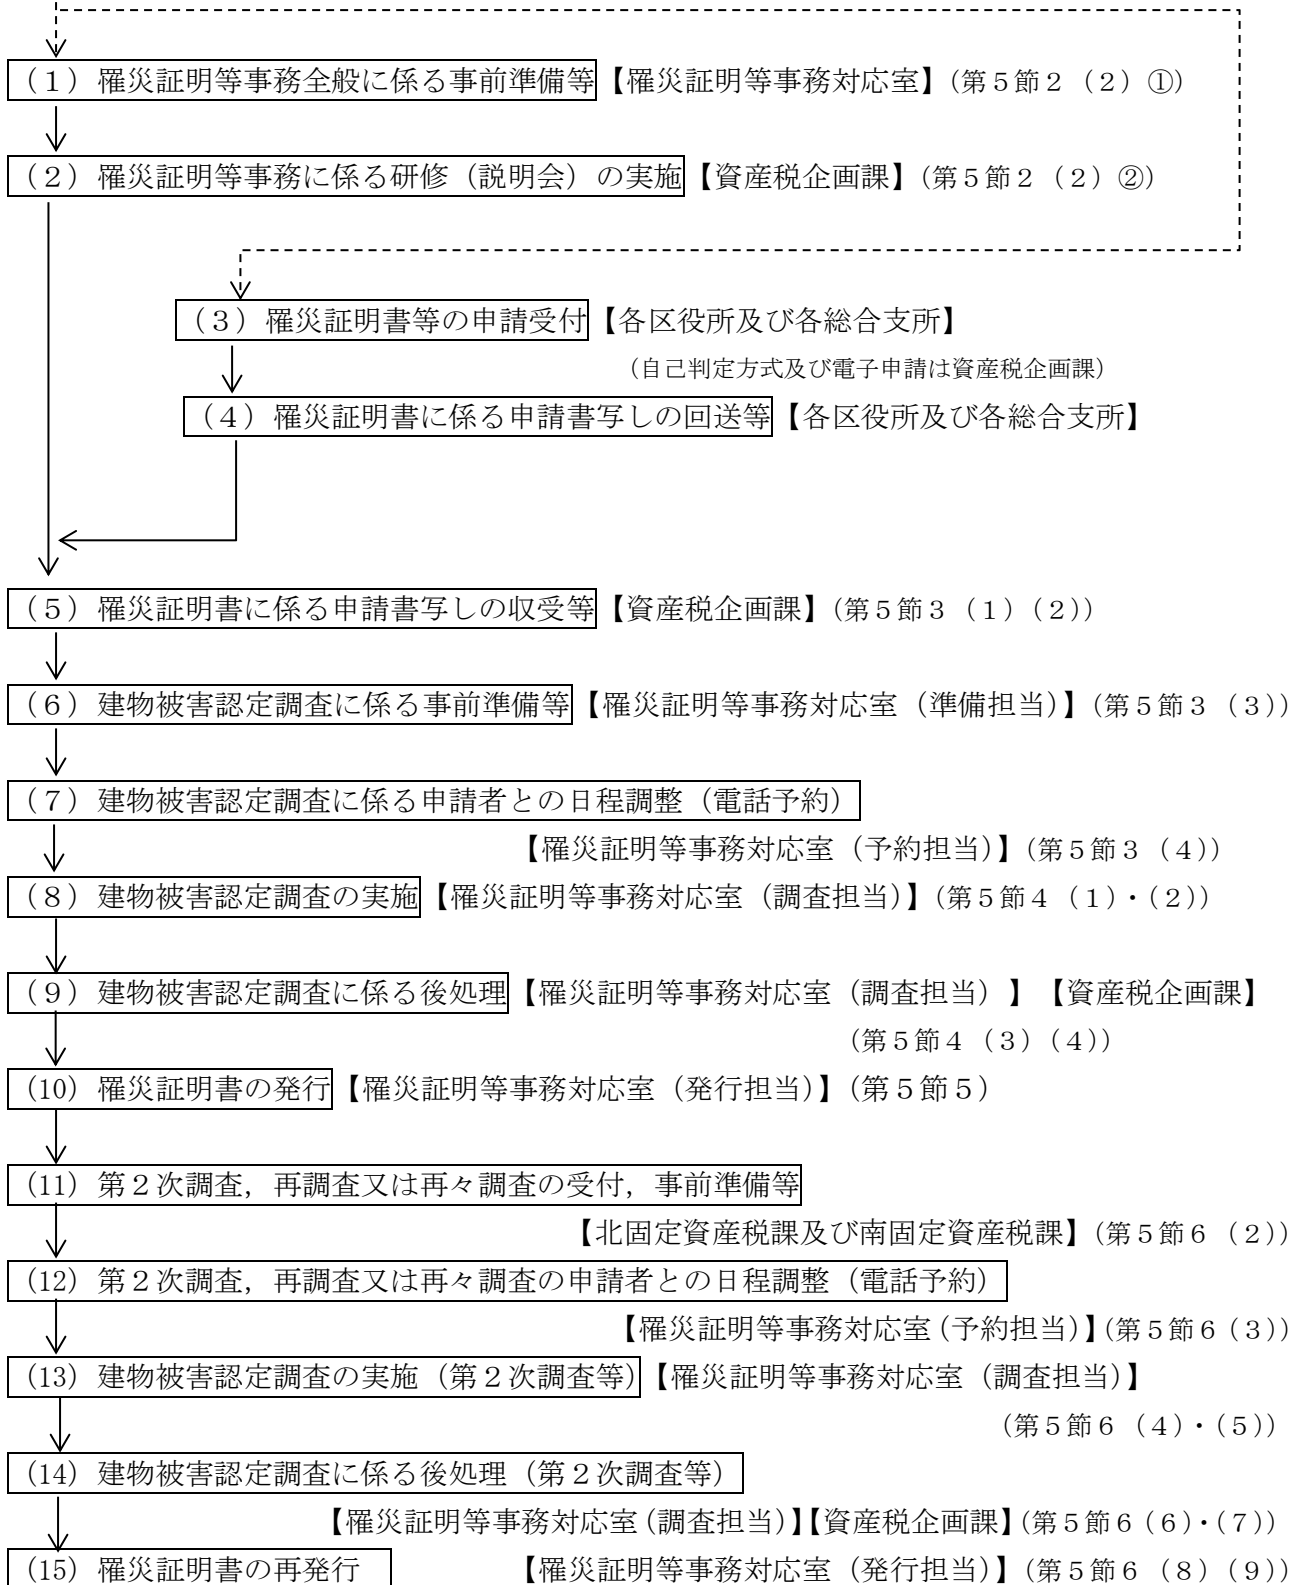 （１）罹災証明等事務全般に係る事前準備等【罹災証明等事務対応室】（第５節２（２）①）
（２）罹災証明等事務に係る研修（説明会）の実施【資産税企画課】（第５節２（２）②）
（３）罹災証明書等の申請受付【各区役所及び各総合支所】
（自己判定方式及び電子申請は資産税企画課）
（４）罹災証明書に係る申請書写しの回送等【各区役所及び各総合支所】
（５）罹災証明書に係る申請書写しの収受等【資産税企画課】（第５節３（１）（２））
（６）建物被害認定調査に係る事前準備等【罹災証明等事務対応室（準備担当）】（第５節３（３））
（７）建物被害認定調査に係る申請者との日程調整（電話予約）
【罹災証明等事務対応室（予約担当）】（第５節３（４））
（８）建物被害認定調査の実施【罹災証明等事務対応室（調査担当）】（第５節４（１）・（２））
（９）建物被害認定調査に係る後処理【罹災証明等事務対応室（調査担当）】【資産税企画課】
（第５節４（３）（４））
（10）罹災証明書の発行【罹災証明等事務対応室（発行担当）】（第５節５）
（11）第２次調査，再調査又は再々調査の受付，事前準備等
【北固定資産税課及び南固定資産税課】（第５節６（２））
（12）第２次調査，再調査又は再々調査の申請者との日程調整（電話予約）
【罹災証明等事務対応室（予約担当）】（第５節６（３））
（13）建物被害認定調査の実施（第２次調査等）【罹災証明等事務対応室（調査担当）】
（第５節６（４）・（５））
（14）建物被害認定調査に係る後処理（第２次調査等）
【罹災証明等事務対応室（調査担当）】【資産税企画課】（第５節６（６）・（７））
（15）罹災証明書の再発行 【罹災証明等事務対応室（発行担当）】（第５節６（８）（９））